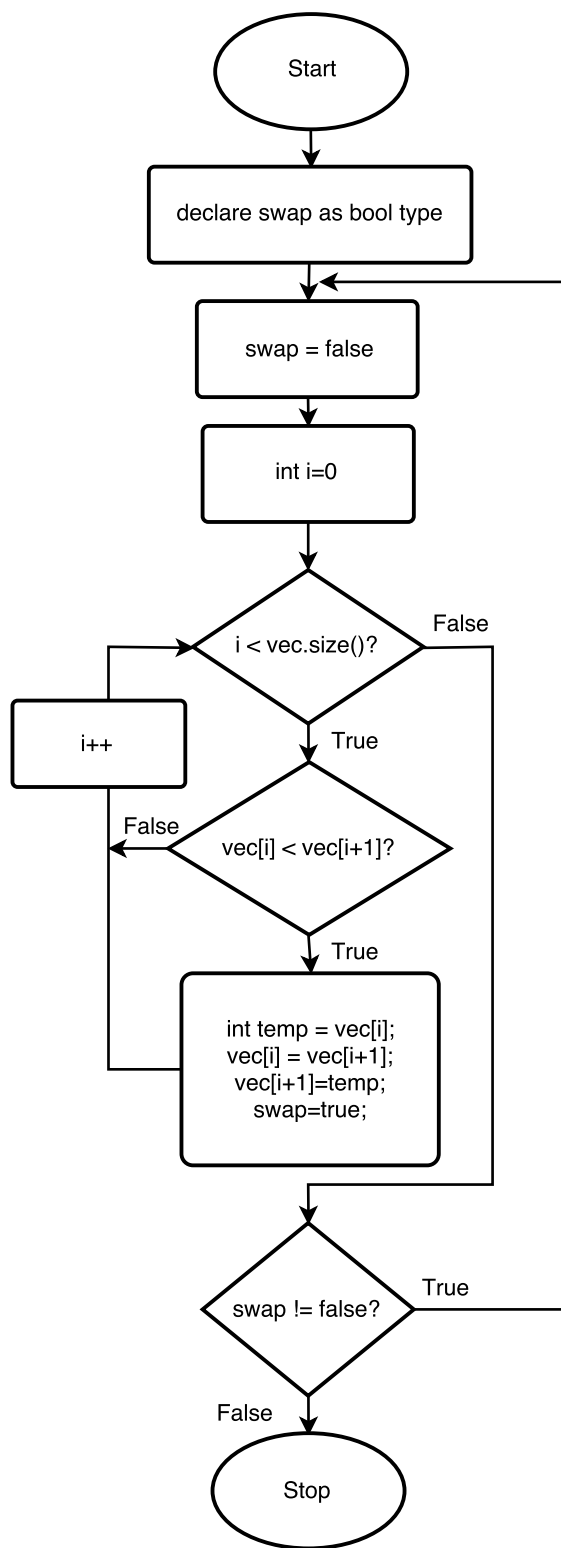 Start
declare swap as bool type
swap = false
int i=0
i < vec.size()?
False
i++
True
False
vec[i] < vec[i+1]?
True
int temp = vec[i];
vec[i] = vec[i+1];
vec[i+1]=temp;
swap=true;
swap != false?
True
False
Stop